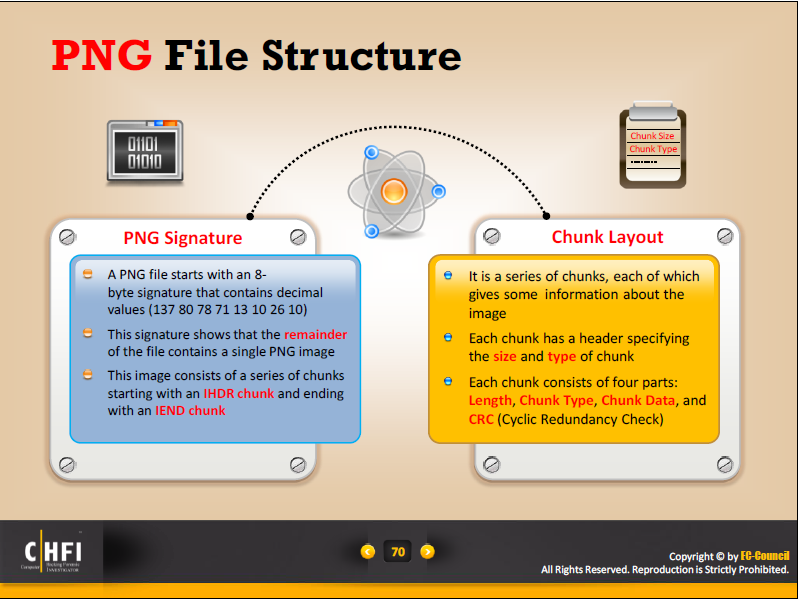 PNG File Structure
01101
01010
Chunk Size
Chunk Type
PNG Signature
A PNG file starts with an 8-
byte signature that contains decimal
values (137 80 78 71 13 10 26 10)
This signature shows that the remainder
of the file contains a single PNG image
This image consists of a series of chunks
starting with an IHDR chunk and ending
with an IEND chunk
Chunk Layout
It is a series of chunks, each of which
gives some information about the
image
Each chunk has a header specifying
the size and type of chunk
Each chunk consists of four parts:
Length, Chunk Type, Chunk Data, and
CRC (Cyclic Redundancy Check)
CHFI
Computer
Hacking Forensic
INVESTIGATOR
70
Copyright © by EC-Council
All Rights Reserved. Reproduction is Strictly Prohibited.